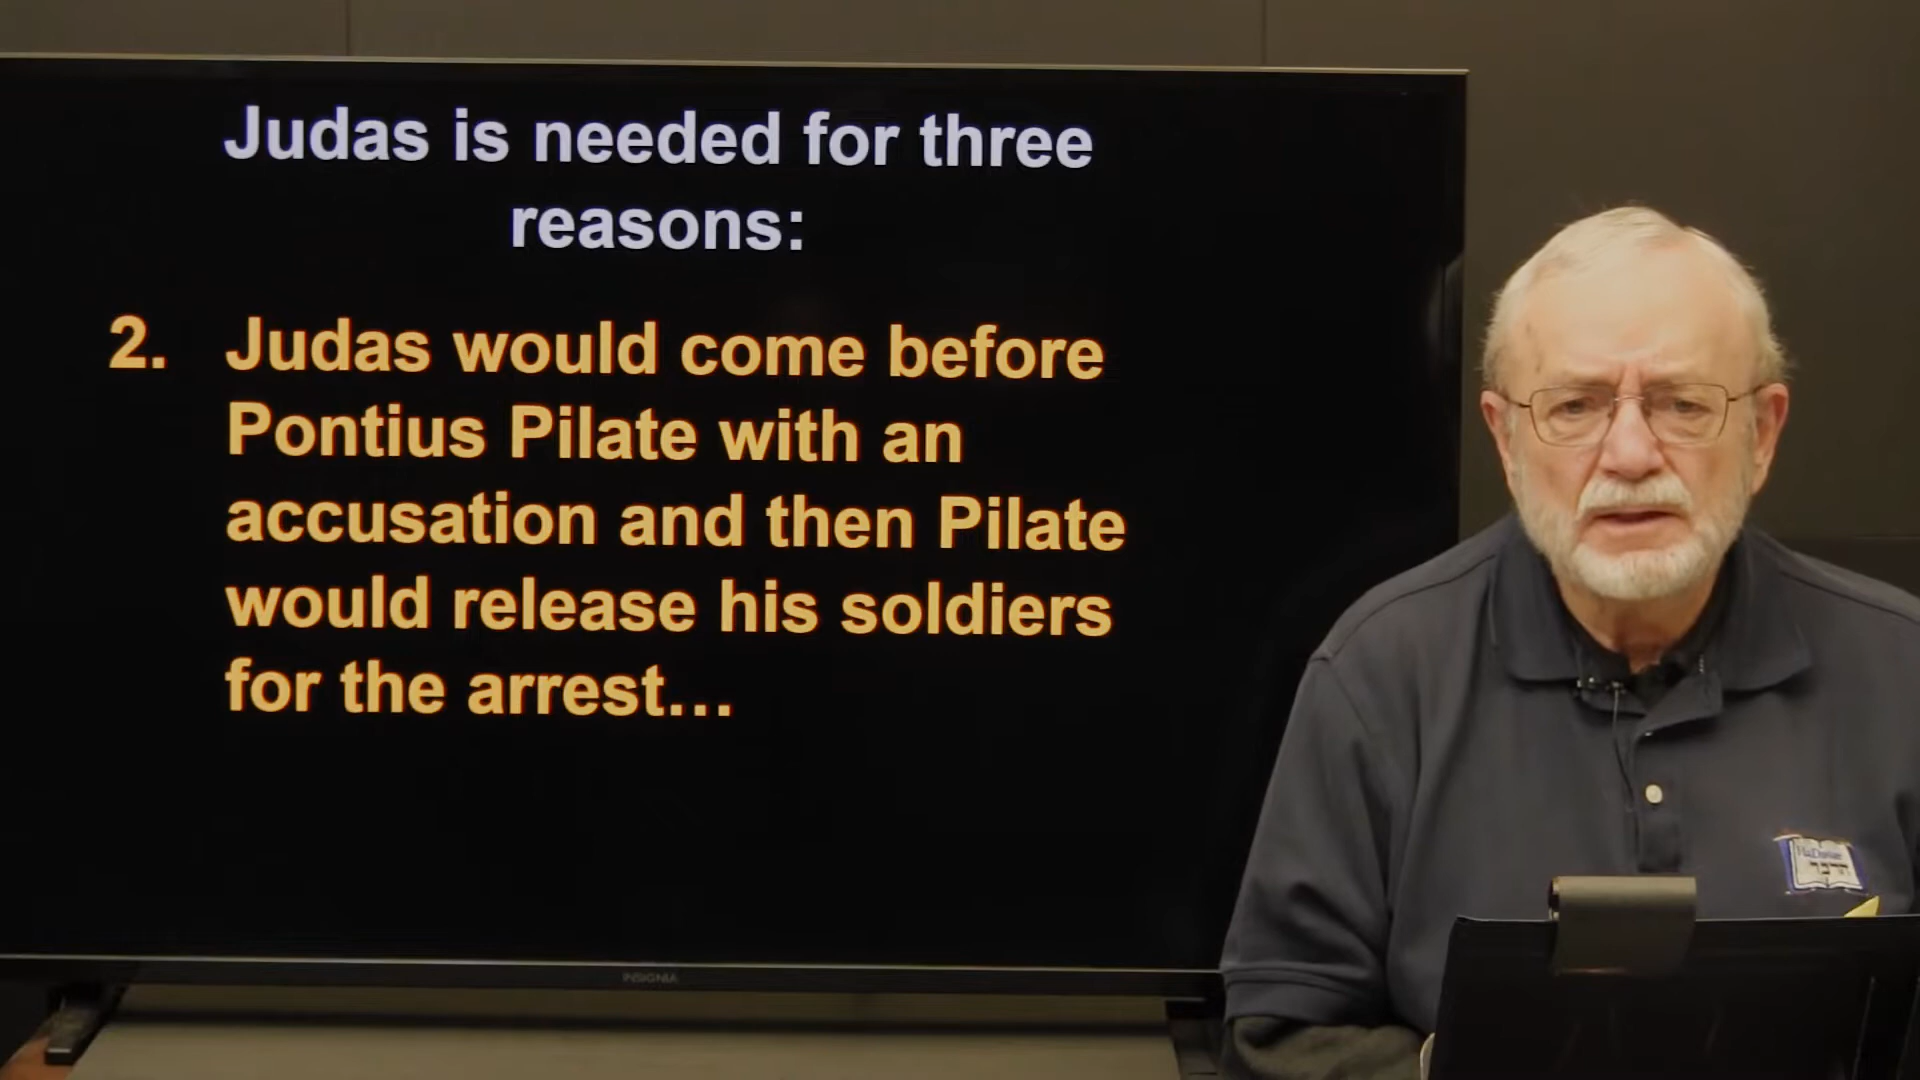 Judas is needed for three
reasons:
2. Judas would come before
Pontius Pilate with an
accusation and then Pilate
would release his soldiers
for the arrest…
INSIGNIA
הדבר